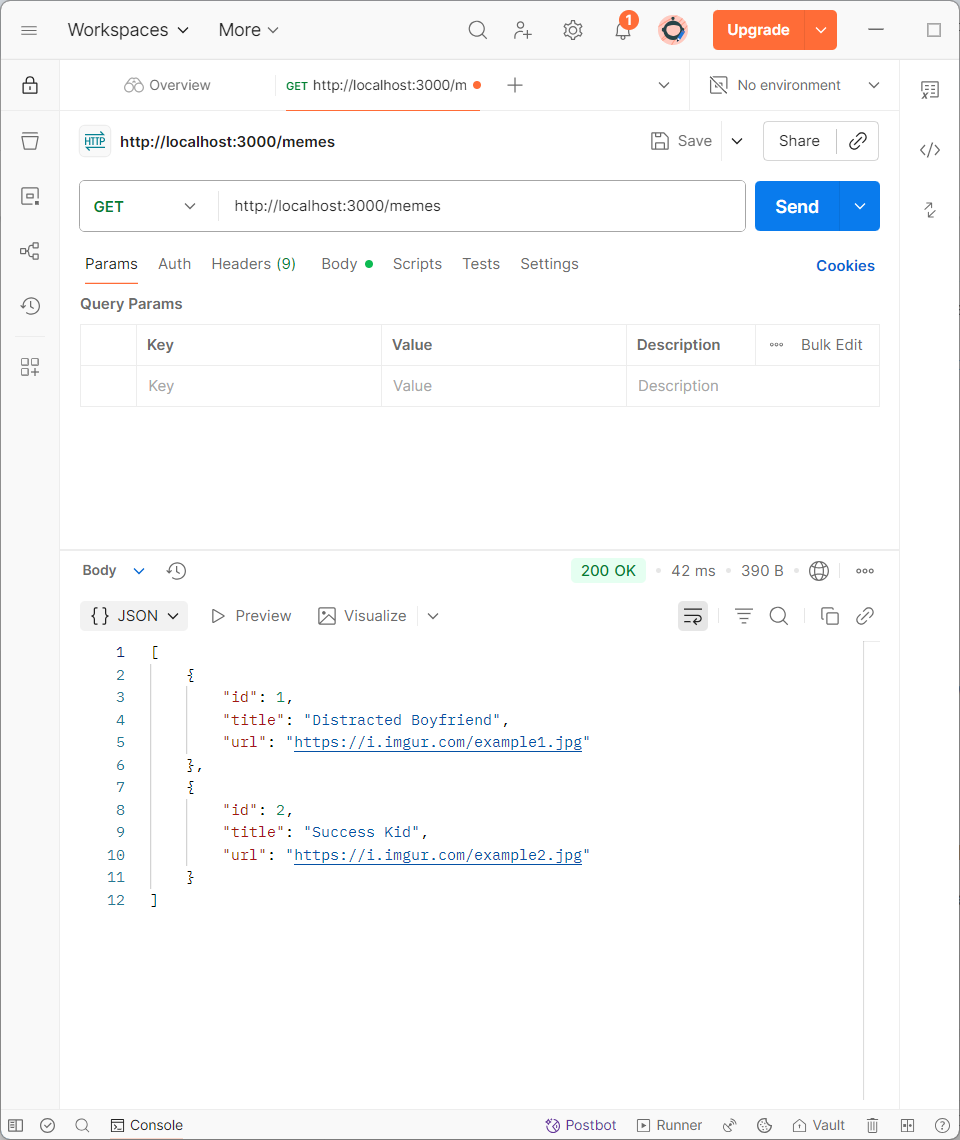 Workspaces More 1 Upgrade
Overview GET http://localhost:3000/m No environment
HTTP http://localhost:3000/memes Save Share
GET http://localhost:3000/memes Send
Params Auth Headers (9) Body Scripts Tests Settings Cookies
Query Params
Key Value Description Bulk Edit
Key Value Description
Body 200 OK 42 ms 390 B
{} JSON Preview Visualize
1 [
2 {
3 "id": 1,
4 "title": "Distracted Boyfriend",
5 "url": "https://i.imgur.com/example1.jpg"
6 },
7 {
8 "id": 2,
9 "title": "Success Kid",
10 "url": "https://i.imgur.com/example2.jpg"
11 }
12 ]
Console Postbot Runner Vault